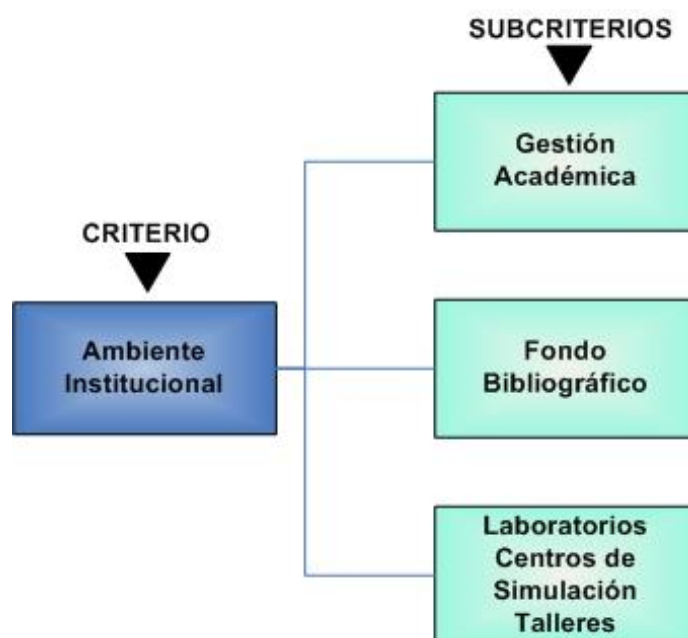 SUBCRITERIOS
Gestión
Académica
CRITERIO
Ambiente
Institucional
Fondo
Bibliográfico
Laboratorios
Centros de
Simulación
Talleres